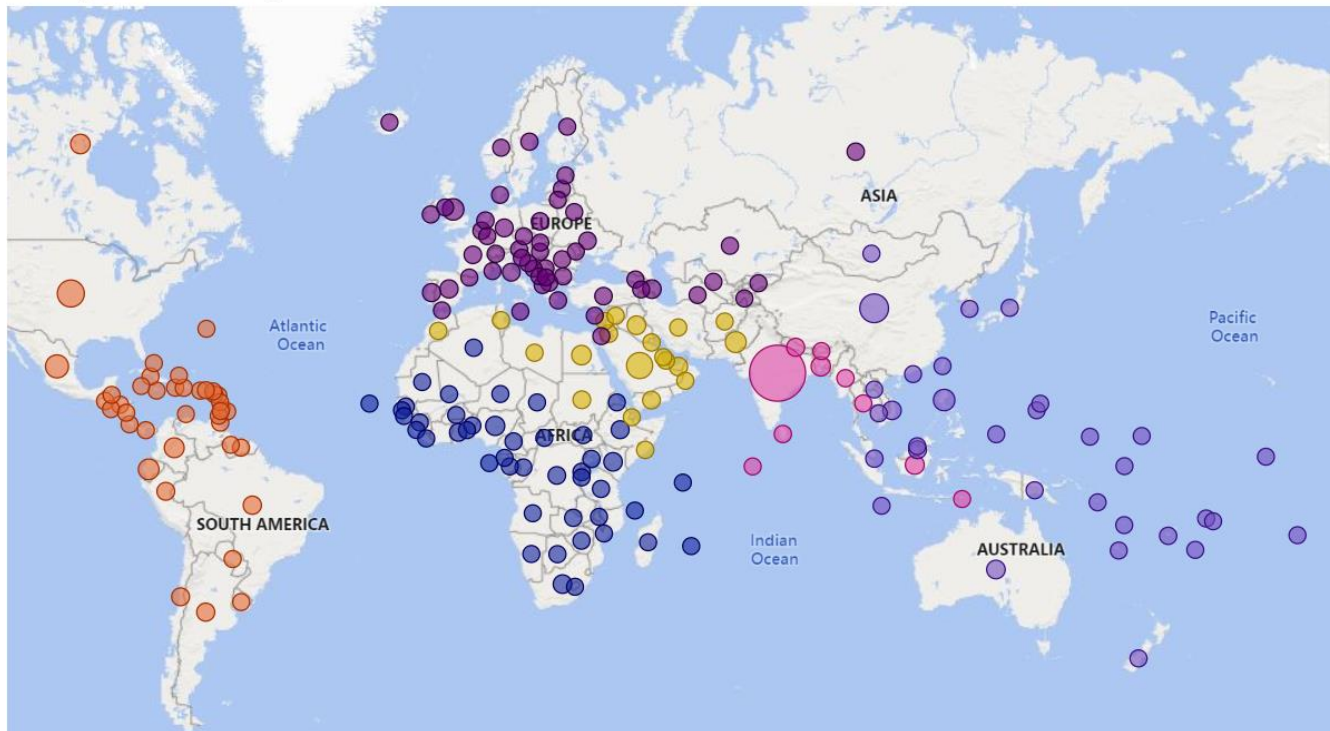 ASIA
EUROPE
Atlantic
Ocean
Pacific
Ocean
AFRICA
SOUTH AMERICA
Indian
Ocean
AUSTRALIA